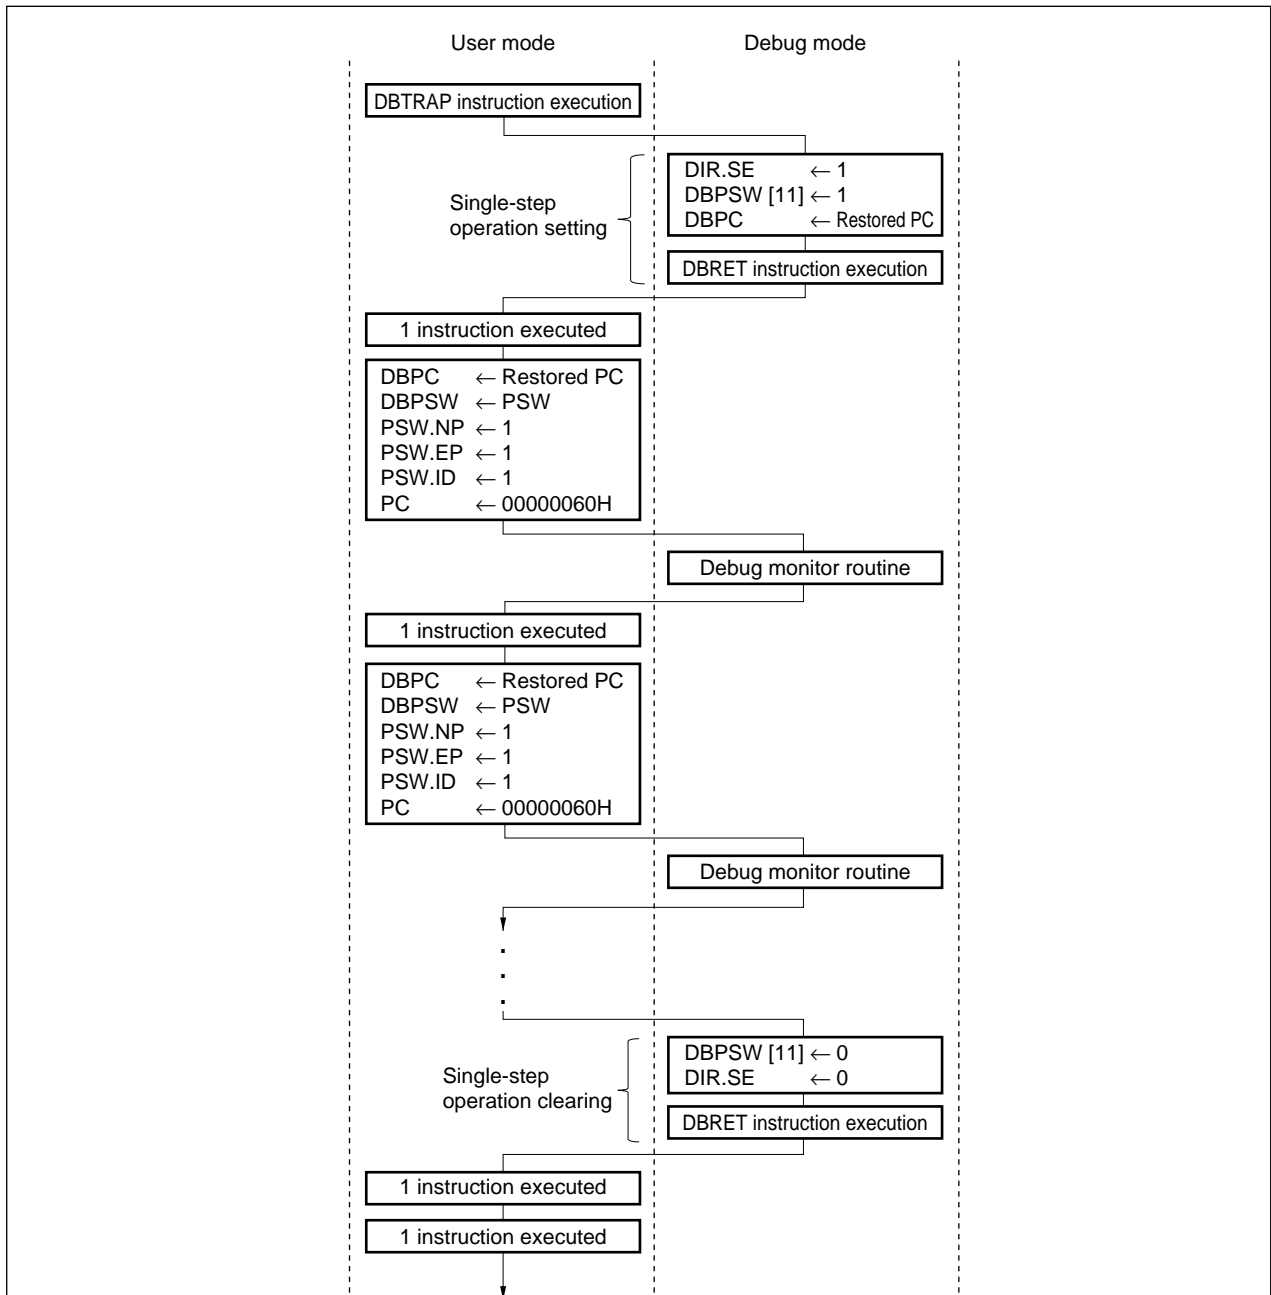 User mode Debug mode
DBTRAP instruction execution
DIR.SE ← 1
DBPSW [11] ← 1
DBPC ← Restored PC
Single-step
operation setting
DBRET instruction execution
1 instruction executed
DBPC ← Restored PC
DBPSW ← PSW
PSW.NP ← 1
PSW.EP ← 1
PSW.ID ← 1
PC ← 00000060H
Debug monitor routine
1 instruction executed
DBPC ← Restored PC
DBPSW ← PSW
PSW.NP ← 1
PSW.EP ← 1
PSW.ID ← 1
PC ← 00000060H
Debug monitor routine
.
.
.
DBPSW [11] ← 0
DIR.SE ← 0
Single-step
operation clearing
DBRET instruction execution
1 instruction executed
1 instruction executed